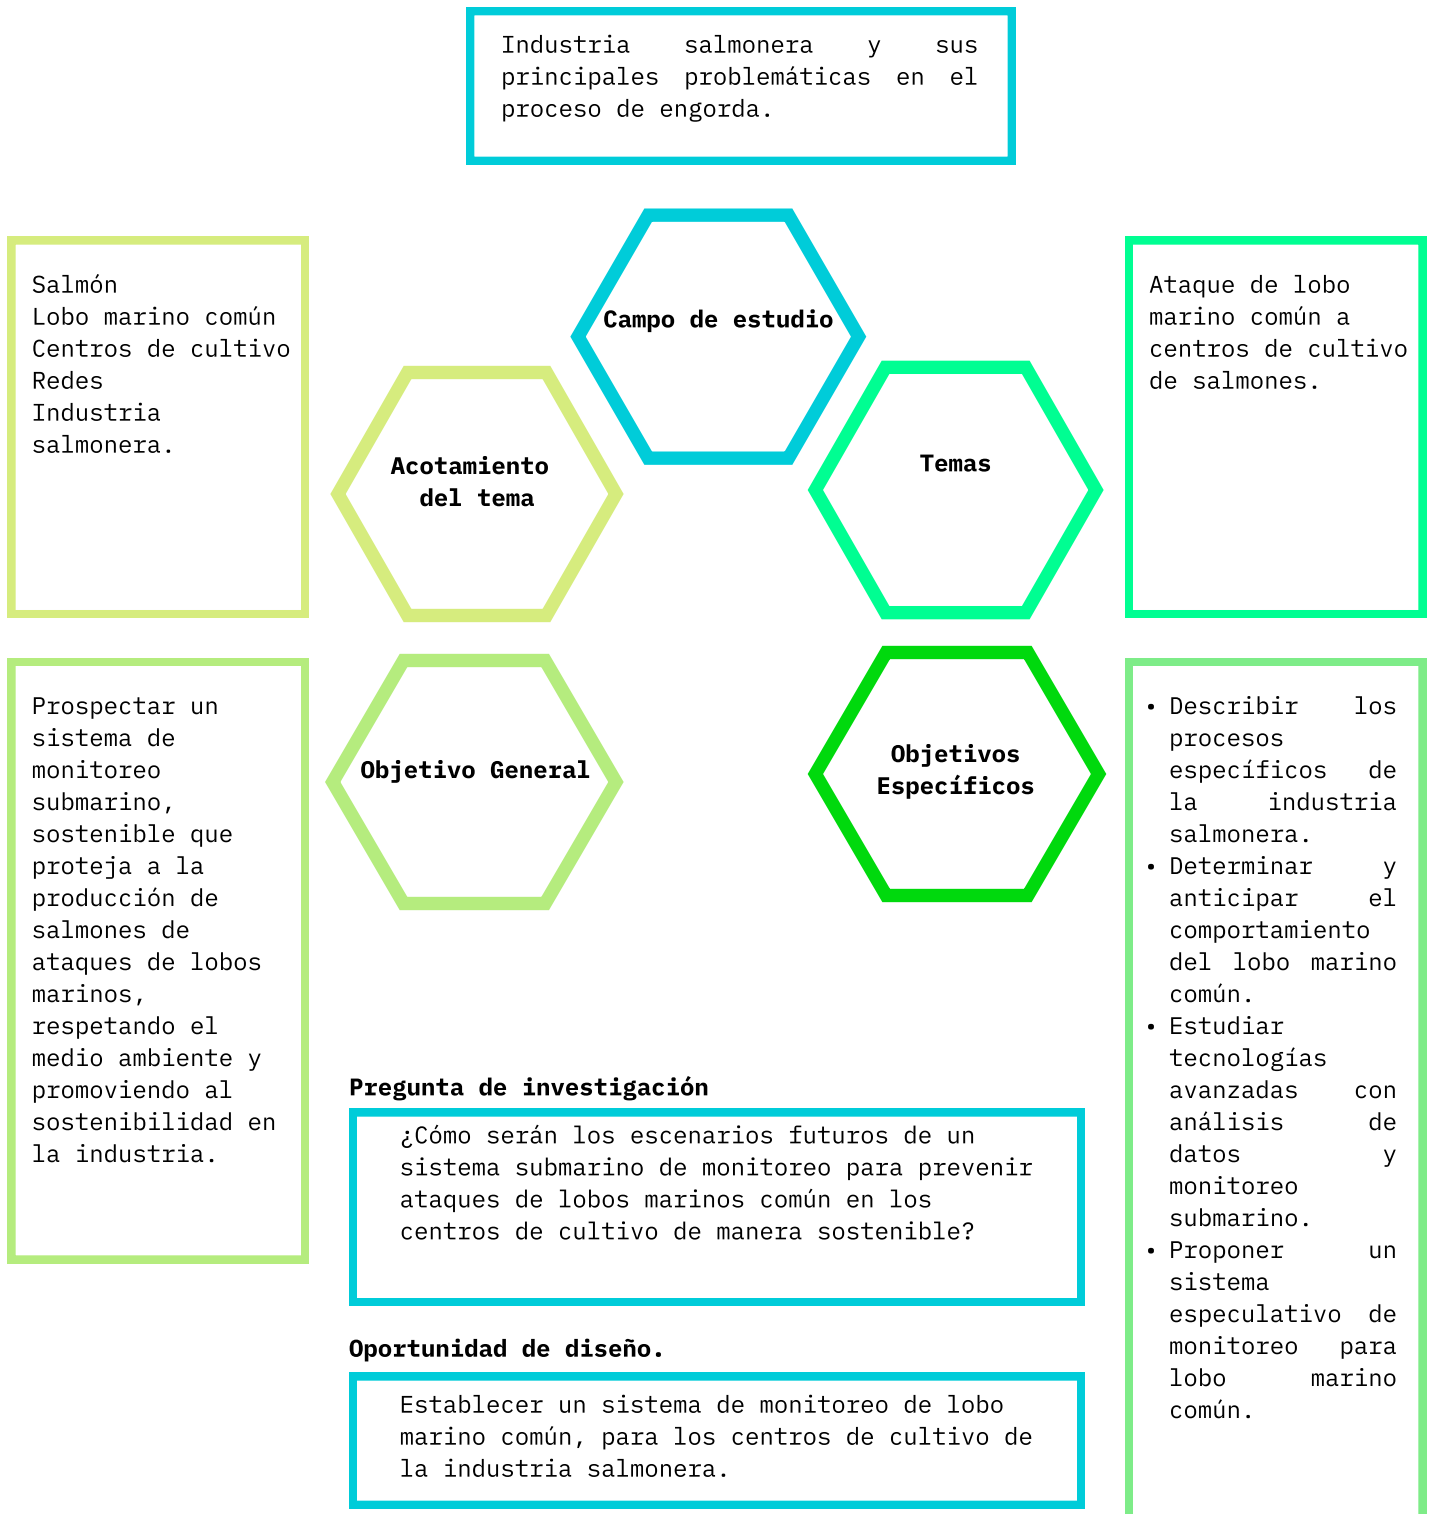 Industria salmonera y sus
principales problemáticas en el
proceso de engorda.
Campo de estudio
Salmón
Lobo marino común
Centros de cultivo
Redes
Industria
salmonera.
Acotamiento
del tema
Temas
Ataque de lobo
marino común a
centros de cultivo
de salmones.
Prospectar un
sistema de
monitoreo
submarino,
sostenible que
proteja a la
producción de
salmones de
ataques de lobos
marinos,
respetando el
medio ambiente y
promoviendo al
sostenibilidad en
la industria.
Objetivo General
Objetivos
Específicos
• Describir los
procesos
específicos de
la industria
salmonera.
• Determinar y
anticipar el
comportamiento
del lobo marino
común.
• Estudiar
tecnologías
avanzadas con
análisis de
datos y
monitoreo
submarino.
• Proponer un
sistema
especulativo de
monitoreo para
lobo marino
común.
Pregunta de investigación
¿Cómo serán los escenarios futuros de un
sistema submarino de monitoreo para prevenir
ataques de lobos marinos común en los
centros de cultivo de manera sostenible?
Oportunidad de diseño.
Establecer un sistema de monitoreo de lobo
marino común, para los centros de cultivo de
la industria salmonera.